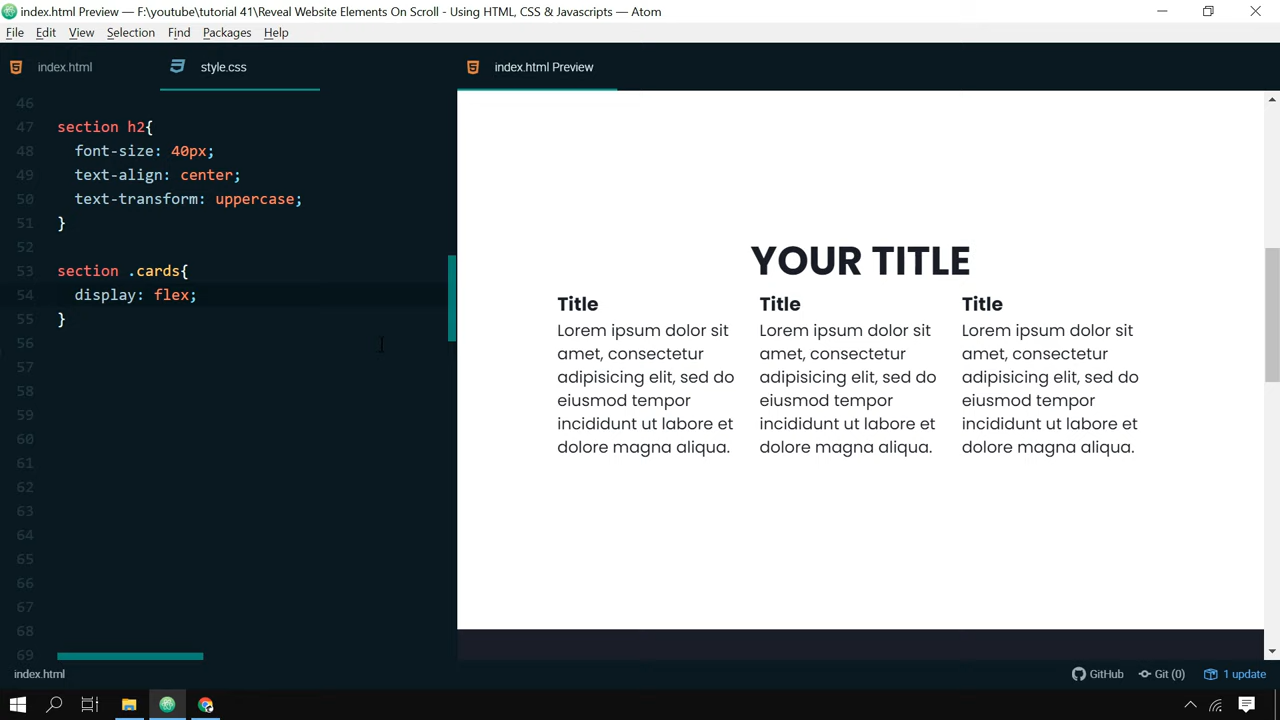 index.html Preview — F:\youtube\tutorial 41\Reveal Website Elements On Scroll - Using HTML, CSS & Javascripts — Atom
File Edit View Selection Find Packages Help
index.html style.css index.html Preview
46
47 section h2{
48 font-size: 40px;
49 text-align: center;
50 text-transform: uppercase;
51 }
52
53 section .cards{
54 display: flex;
55 }
56
57
58
59
60
61
62
63
64
65
66
67
68
69
YOUR TITLE
Title
Lorem ipsum dolor sit
amet, consectetur
adipisicing elit, sed do
eiusmod tempor
incididunt ut labore et
dolore magna aliqua.
Title
Lorem ipsum dolor sit
amet, consectetur
adipisicing elit, sed do
eiusmod tempor
incididunt ut labore et
dolore magna aliqua.
Title
Lorem ipsum dolor sit
amet, consectetur
adipisicing elit, sed do
eiusmod tempor
incididunt ut labore et
dolore magna aliqua.
index.html GitHub Git (0) 1 update